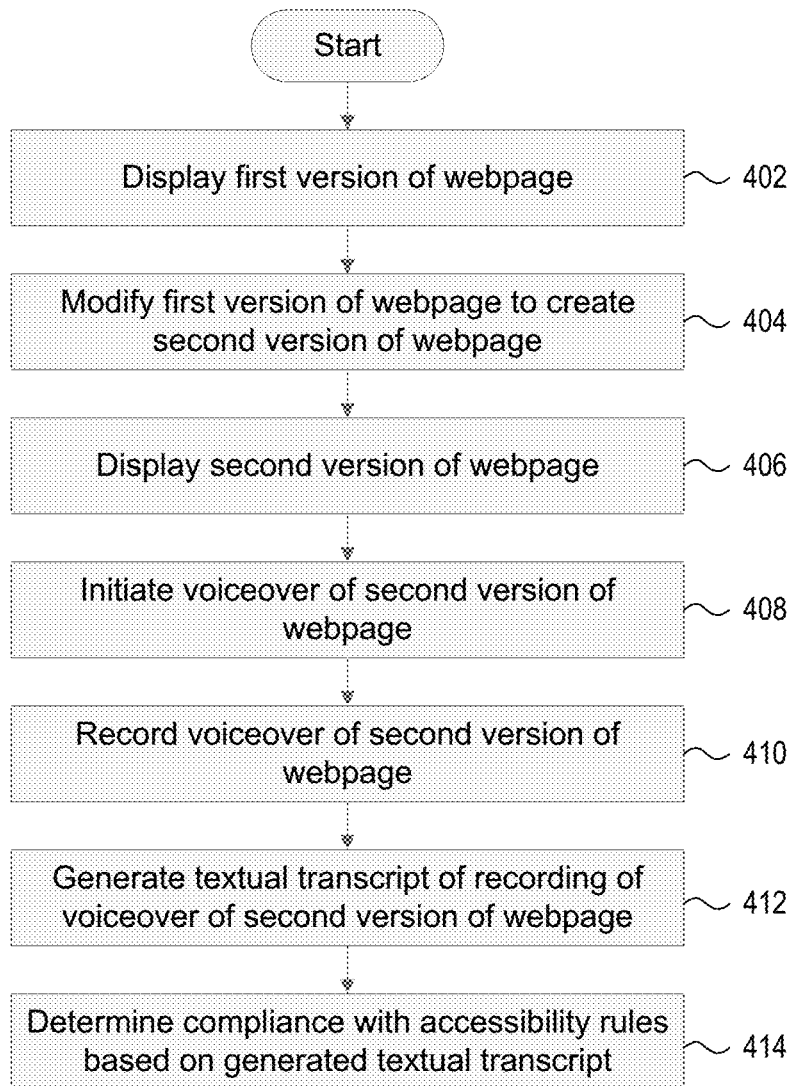 Start
Display first version of webpage
402
Modify first version of webpage to create
second version of webpage
404
Display second version of webpage
406
Initiate voiceover of second version of
webpage
408
Record voiceover of second version of
webpage
410
Generate textual transcript of recording of
voiceover of second version of webpage
412
Determine compliance with accessibility rules
based on generated textual transcript
414